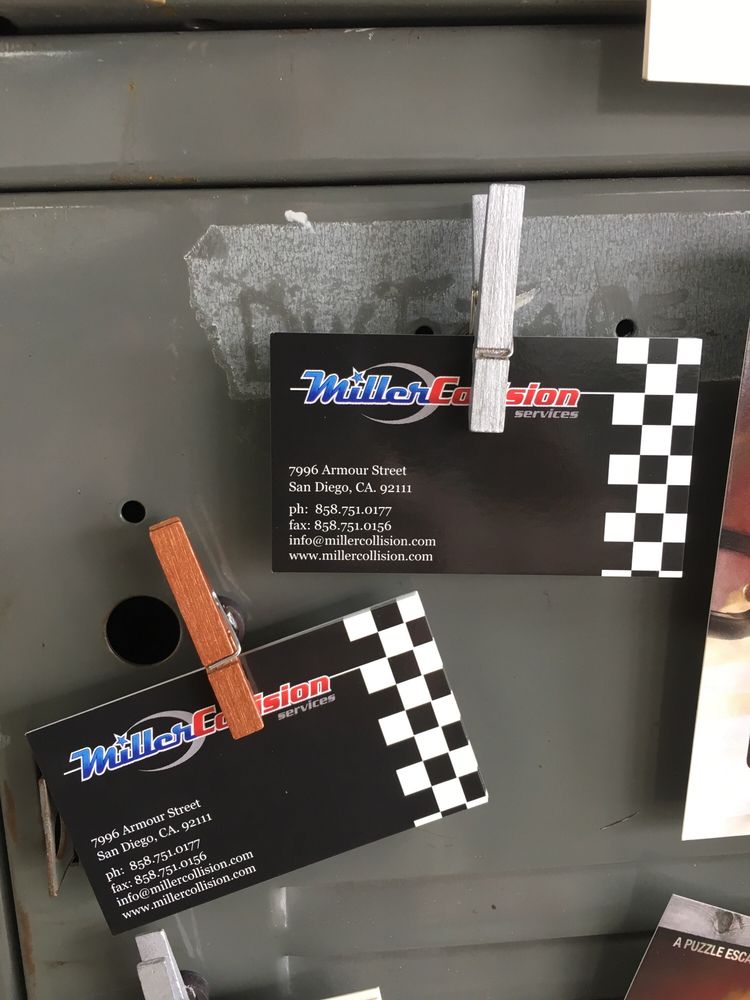 DUCT TAPE
MillerCollision
services
7996 Armour Street
San Diego, CA. 92111
ph: 858.751.0177
fax: 858.751.0156
info@millercollision.com
www.millercollision.com
MillerCollision
services
7996 Armour Street
San Diego, CA. 92111
ph: 858.751.0177
fax: 858.751.0156
info@millercollision.com
www.millercollision.com
A PUZZLE ESCA